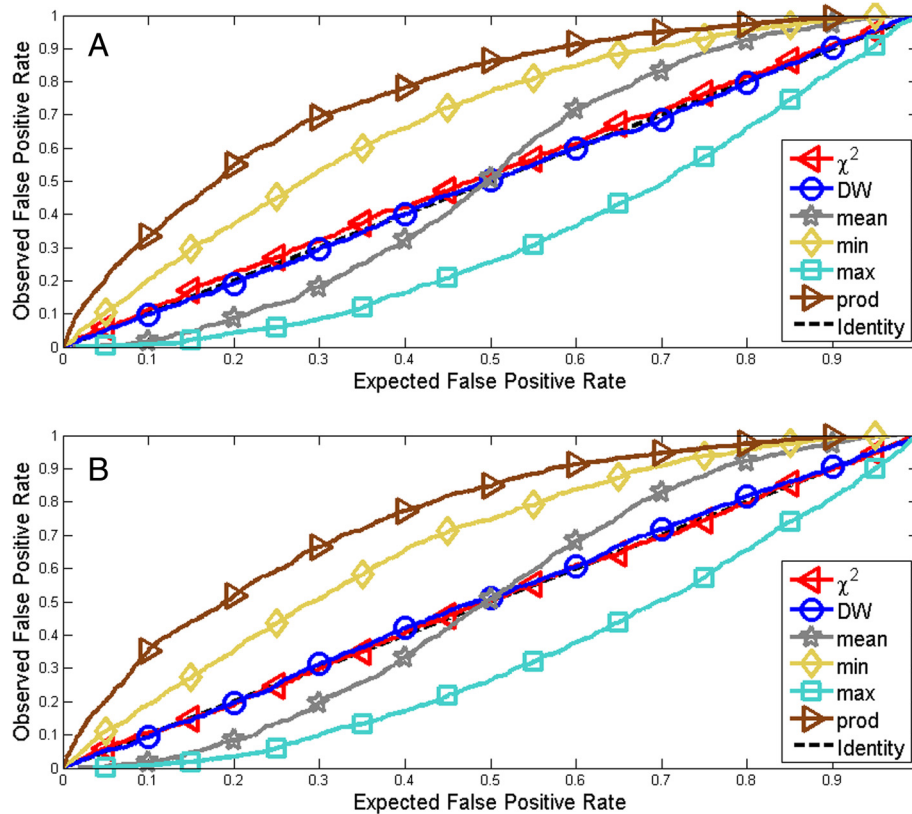 A
Observed False Positive Rate
1
0.9
0.8
0.7
0.6
0.5
0.4
0.3
0.2
0.1
0
0 0.1 0.2 0.3 0.4 0.5 0.6 0.7 0.8 0.9
Expected False Positive Rate
χ²
DW
mean
min
max
prod
Identity
B
Observed False Positive Rate
1
0.9
0.8
0.7
0.6
0.5
0.4
0.3
0.2
0.1
0
0 0.1 0.2 0.3 0.4 0.5 0.6 0.7 0.8 0.9
Expected False Positive Rate
χ²
DW
mean
min
max
prod
Identity